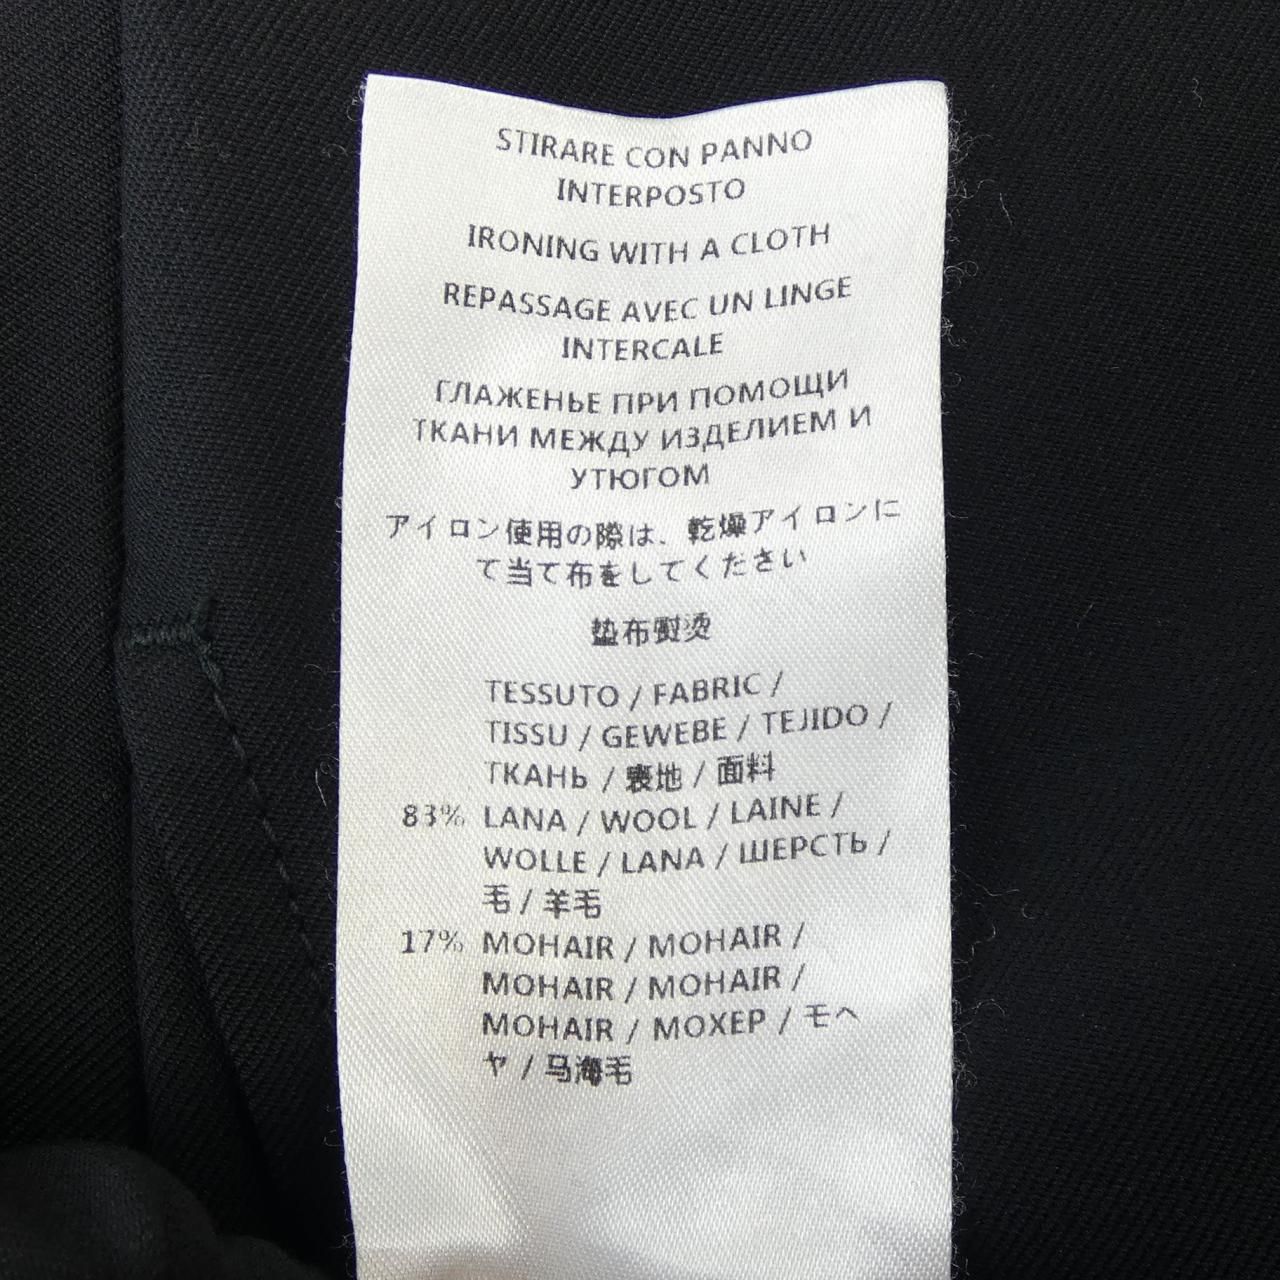 STIRARE CON PANNO
INTERPOSTO
IRONING WITH A CLOTH
REPASSAGE AVEC UN LINGE
INTERCALE
ГЛАЖЕНЬЕ ПРИ ПОМОЩИ
ТКАНИ МЕЖДУ ИЗДЕЛИЕМ И
УТЮГОМ
アイロン使用の際は、乾燥アイロンに
て当て布をしてください
垫布熨烫
TESSUTO / FABRIC /
TISSU / GEWEBE / TEJIDO /
ТКАНЬ / 表地 / 面料
83% LANA / WOOL / LAINE /
WOLLE / LANA / ШЕРСТЬ /
毛 / 羊毛
17% MOHAIR / MOHAIR /
MOHAIR / MOHAIR /
MOHAIR / МОХЕР / モヘ
ヤ / 马海毛